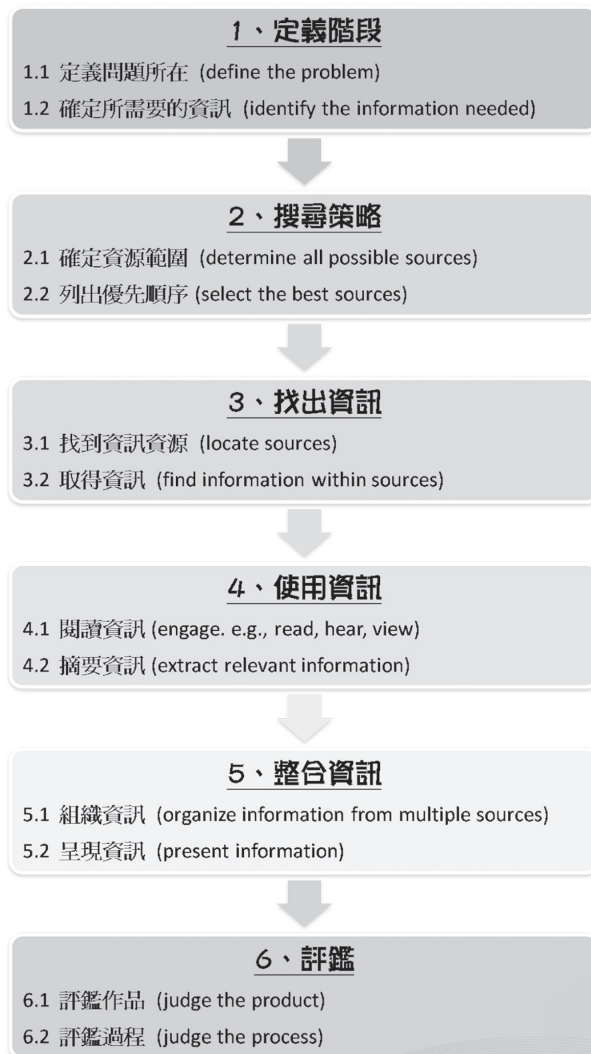 1、定義階段
1.1 定義問題所在 (define the problem)
1.2 確定所需要的資訊 (identify the information needed)
2、搜尋策略
2.1 確定資源範圍 (determine all possible sources)
2.2 列出優先順序 (select the best sources)
3、找出資訊
3.1 找到資訊資源 (locate sources)
3.2 取得資訊 (find information within sources)
4、使用資訊
4.1 閱讀資訊 (engage. e.g., read, hear, view)
4.2 摘要資訊 (extract relevant information)
5、整合資訊
5.1 組織資訊 (organize information from multiple sources)
5.2 呈現資訊 (present information)
6、評鑑
6.1 評鑑作品 (judge the product)
6.2 評鑑過程 (judge the process)